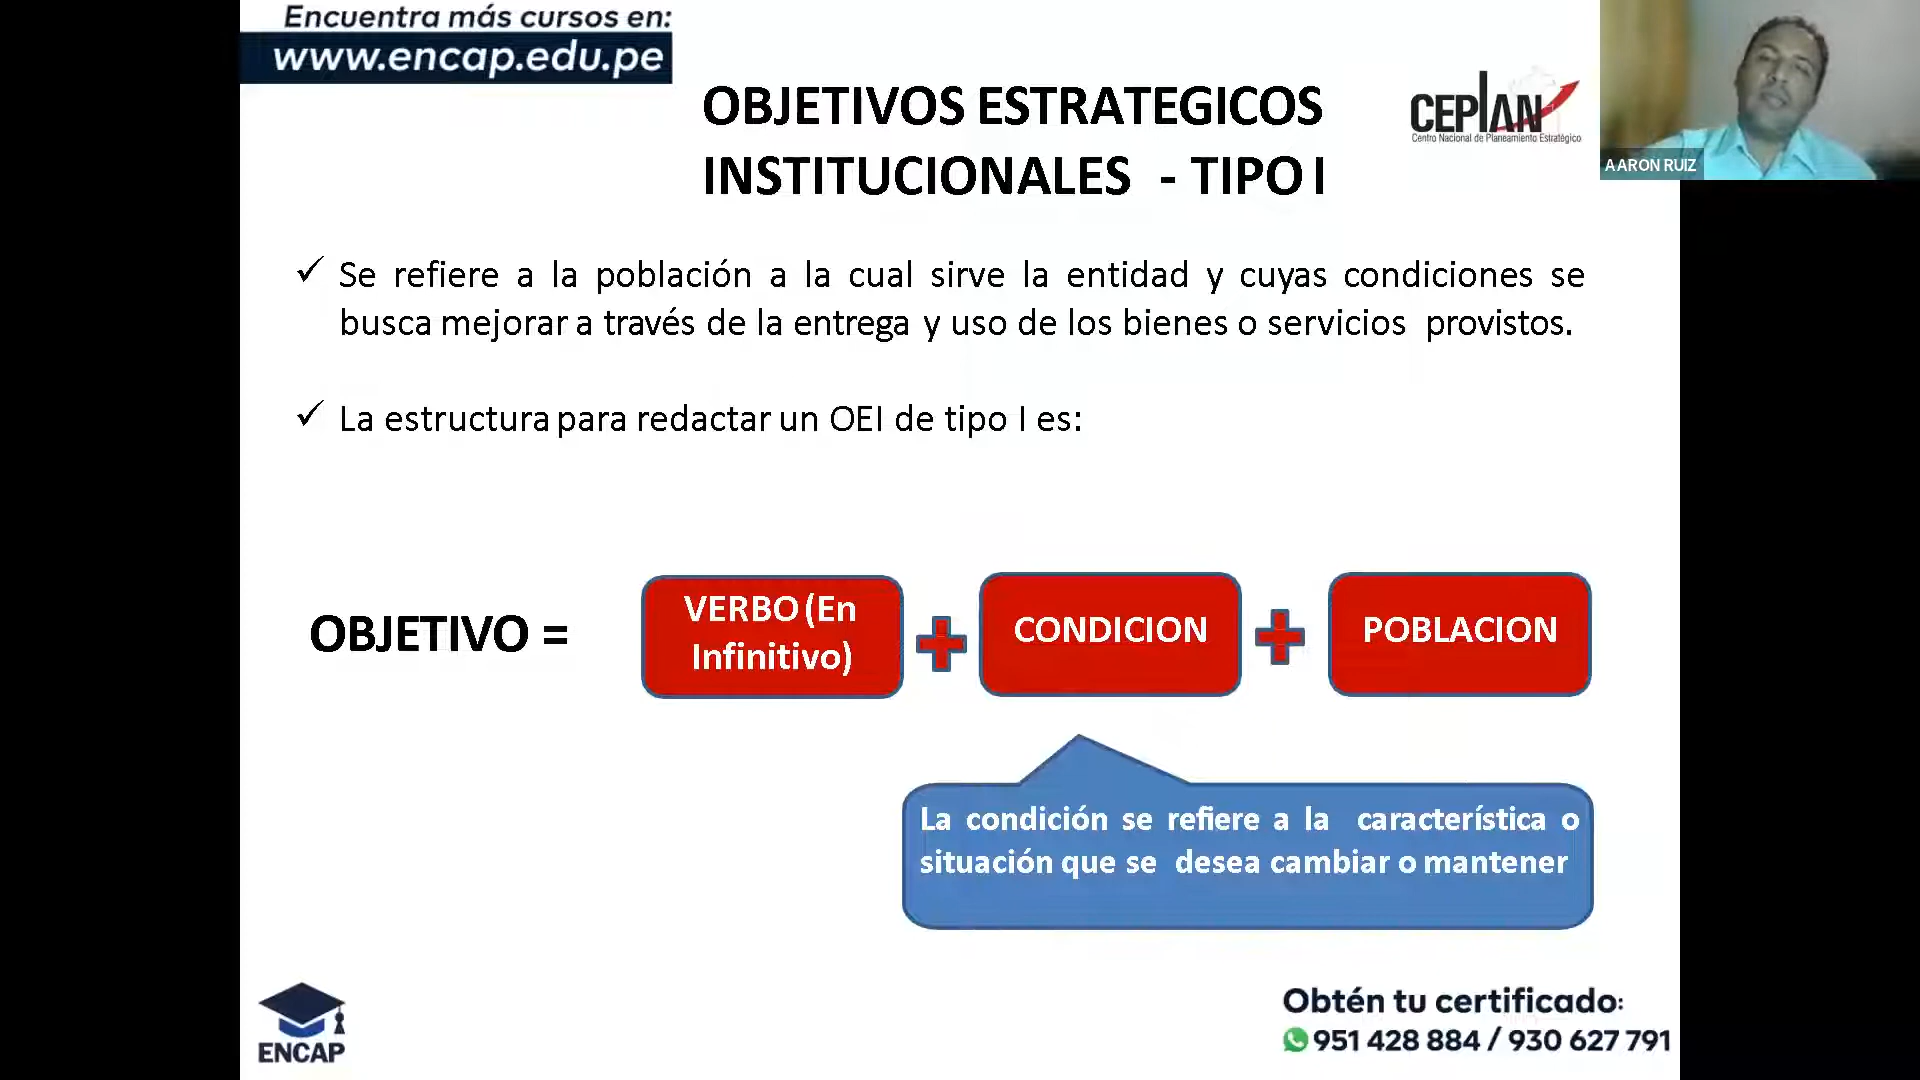 Encuentra más cursos en:
www.encap.edu.pe
OBJETIVOS ESTRATEGICOS
INSTITUCIONALES - TIPO I
CEPLAN
Centro Nacional de Planeamiento Estratégico
AARON RUIZ
✓ Se refiere a la población a la cual sirve la entidad y cuyas condiciones se
busca mejorar a través de la entrega y uso de los bienes o servicios provistos.
✓ La estructura para redactar un OEI de tipo I es:
OBJETIVO =
VERBO (En
Infinitivo)
CONDICION
POBLACION
La condición se refiere a la característica o
situación que se desea cambiar o mantener
ENCAP
Obtén tu certificado:
951 428 884 / 930 627 791